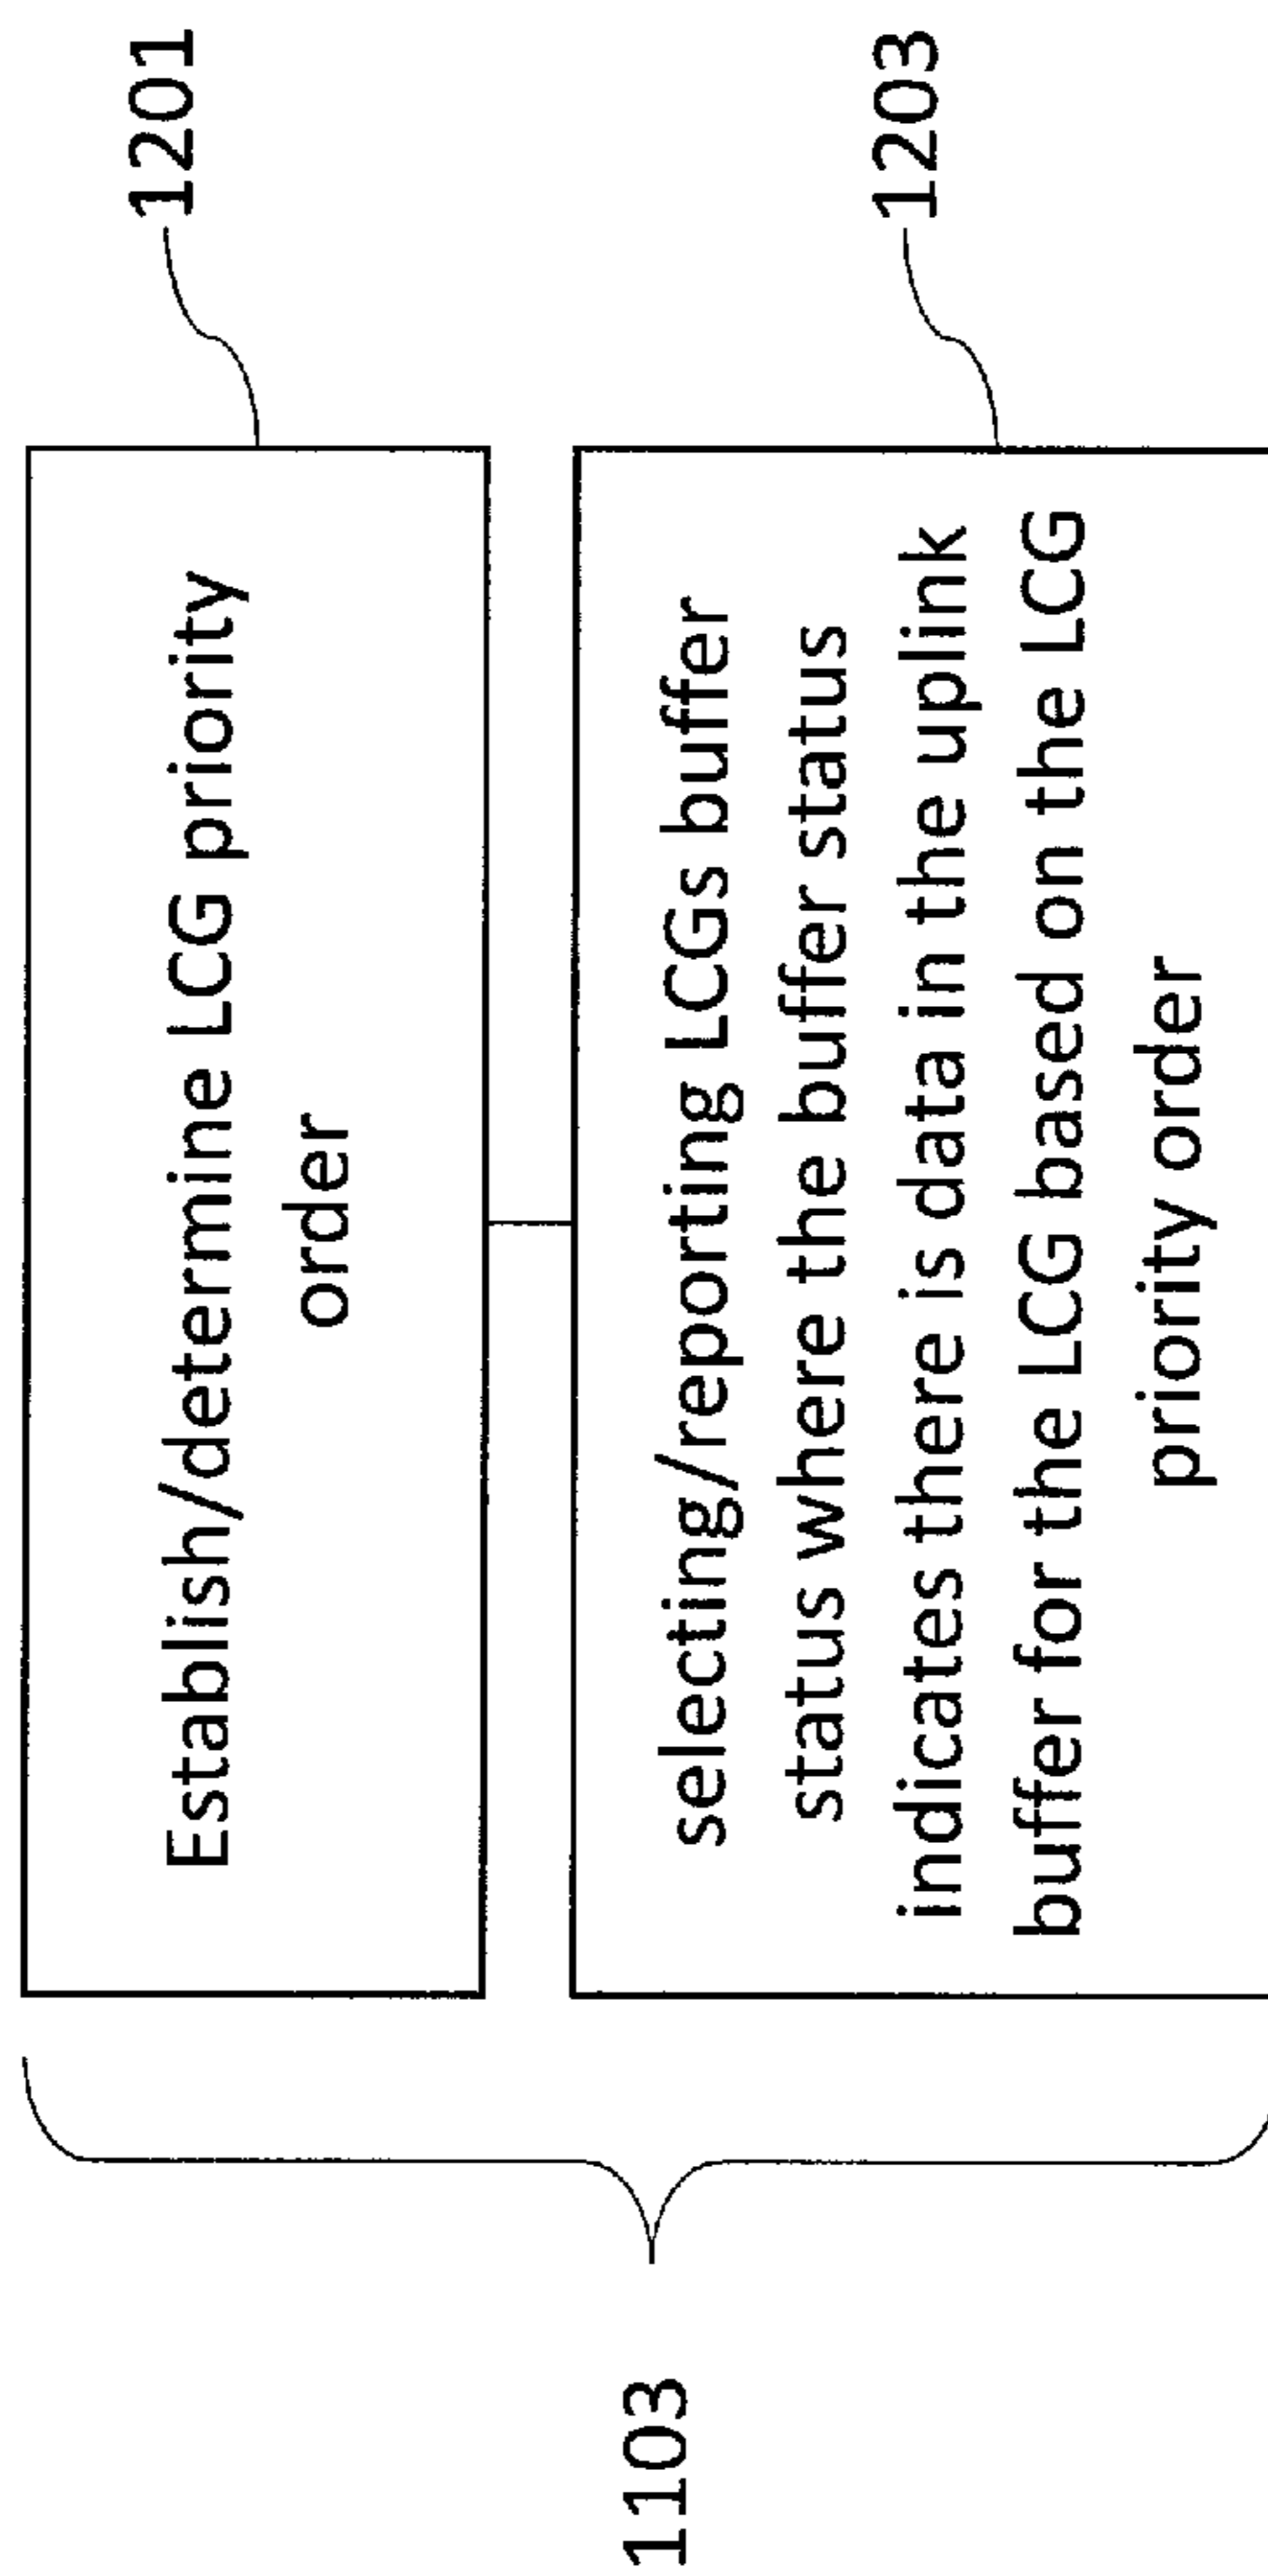 1103
Establish/determine LCG priority
order
1201
selecting/reporting LCGs buffer
status where the buffer status
indicates there is data in the uplink
buffer for the LCG based on the LCG
priority order
1203